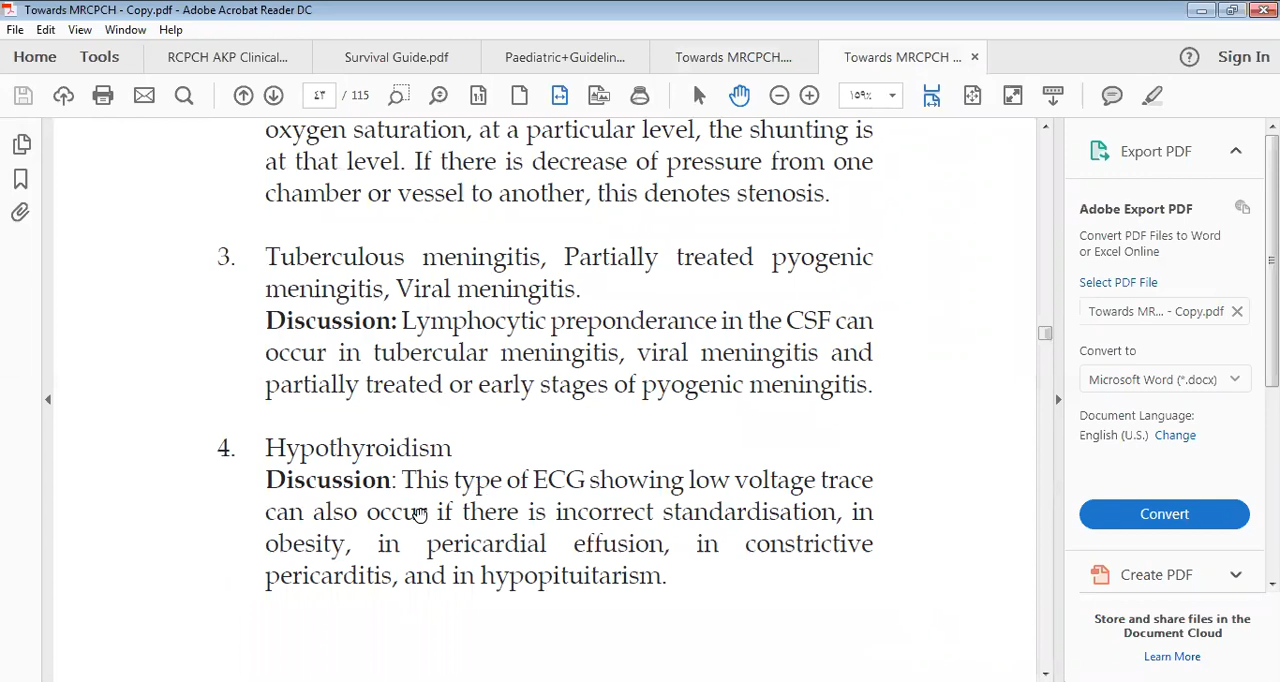 Towards MRCPCH - Copy.pdf - Adobe Acrobat Reader DC
File Edit View Window Help
Home Tools RCPCH AKP Clinical... Survival Guide.pdf Paediatric+Guidelin... Towards MRCPCH.... Towards MRCPCH ... × ? Sign In
٤٣ / 115 ١٥٩%
oxygen saturation, at a particular level, the shunting is
at that level. If there is decrease of pressure from one
chamber or vessel to another, this denotes stenosis.
3. Tuberculous meningitis, Partially treated pyogenic
meningitis, Viral meningitis.
Discussion: Lymphocytic preponderance in the CSF can
occur in tubercular meningitis, viral meningitis and
partially treated or early stages of pyogenic meningitis.
4. Hypothyroidism
Discussion: This type of ECG showing low voltage trace
can also occur if there is incorrect standardisation, in
obesity, in pericardial effusion, in constrictive
pericarditis, and in hypopituitarism.
Export PDF
Adobe Export PDF
Convert PDF Files to Word
or Excel Online
Select PDF File
Towards MR... - Copy.pdf ×
Convert to
Microsoft Word (*.docx)
Document Language:
English (U.S.) Change
Convert
Create PDF
Store and share files in the
Document Cloud
Learn More